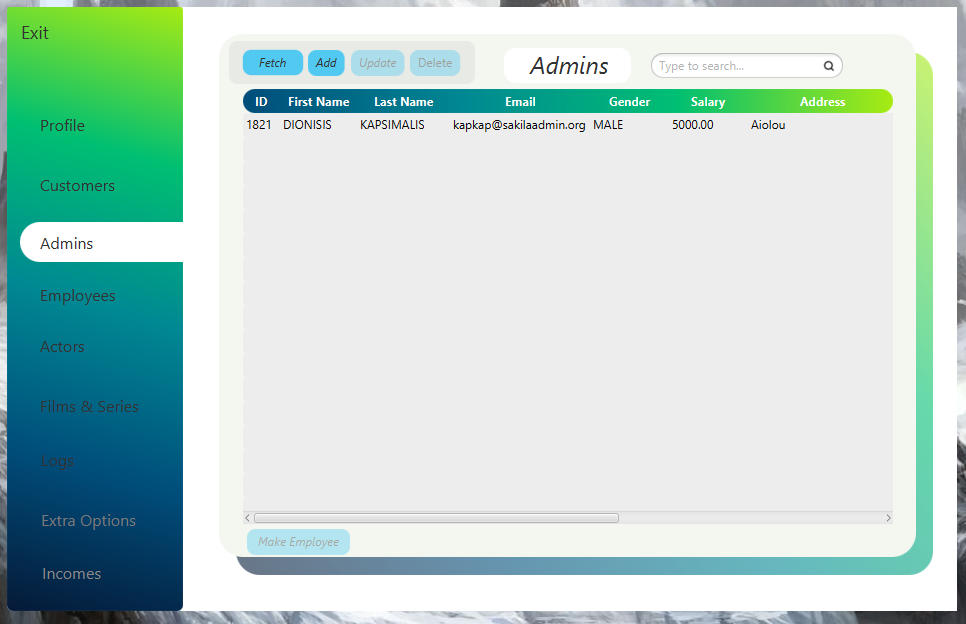 Exit
Profile
Customers
Admins
Employees
Actors
Films & Series
Logs
Extra Options
Incomes
Fetch Add Update Delete
Admins
Type to search...
ID First Name Last Name Email Gender Salary Address
1821 DIONISIS KAPSIMALIS kapkap@sakilaadmin.org MALE 5000.00 Aiolou
Make Employee